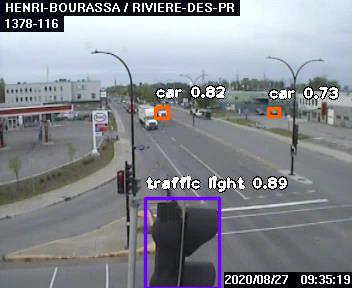 HENRI-BOURASSA / RIVIERE-DES-PR
1378-116
car 0.82
car 0.73
traffic light 0.89
2020/08/27 09:35:19